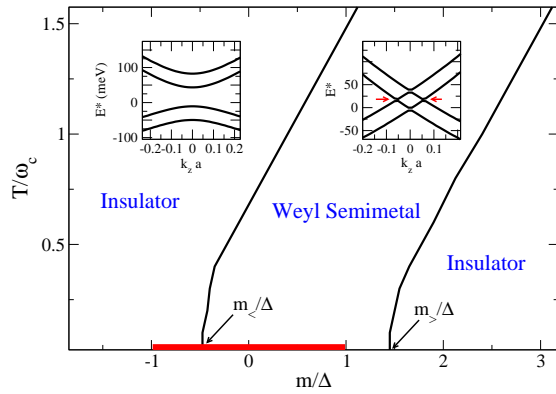 1.5
1
0.5
T/ω_c
-1
0
1
2
3
m/Δ
100
50
0
-50
-100
E* (meV)
-0.2 -0.1 0 0.1 0.2
k_z a
50
0
-50
E*
-0.2 -0.1 0 0.1 0.2
k_z a
Insulator
Weyl Semimetal
Insulator
m_</Δ
m_>/Δ